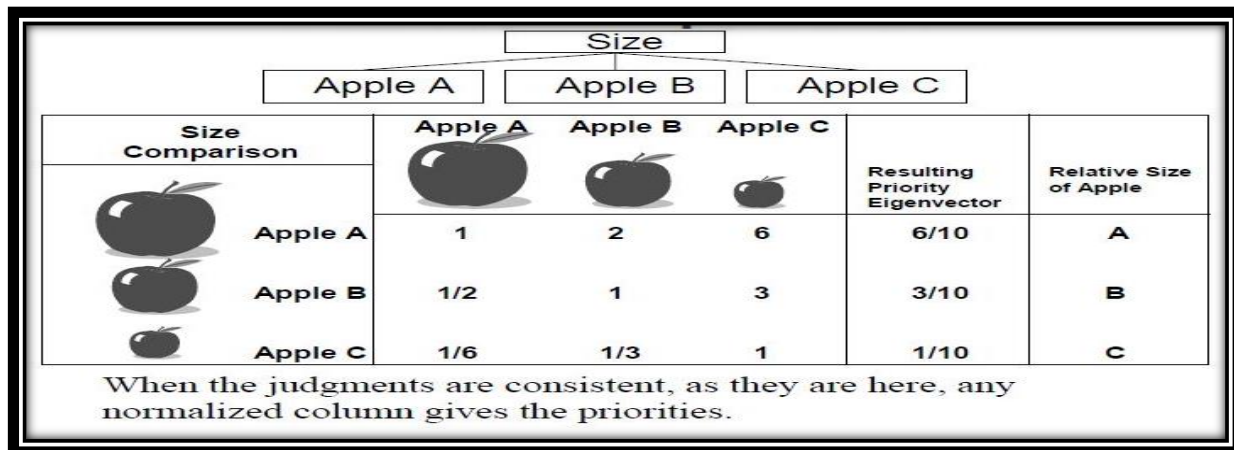 Size
Apple A Apple B Apple C
Size Comparison Apple A Apple B Apple C Resulting Priority Eigenvector Relative Size of Apple
Apple A 1 2 6 6/10 A
Apple B 1/2 1 3 3/10 B
Apple C 1/6 1/3 1 1/10 C
When the judgments are consistent, as they are here, any
normalized column gives the priorities.